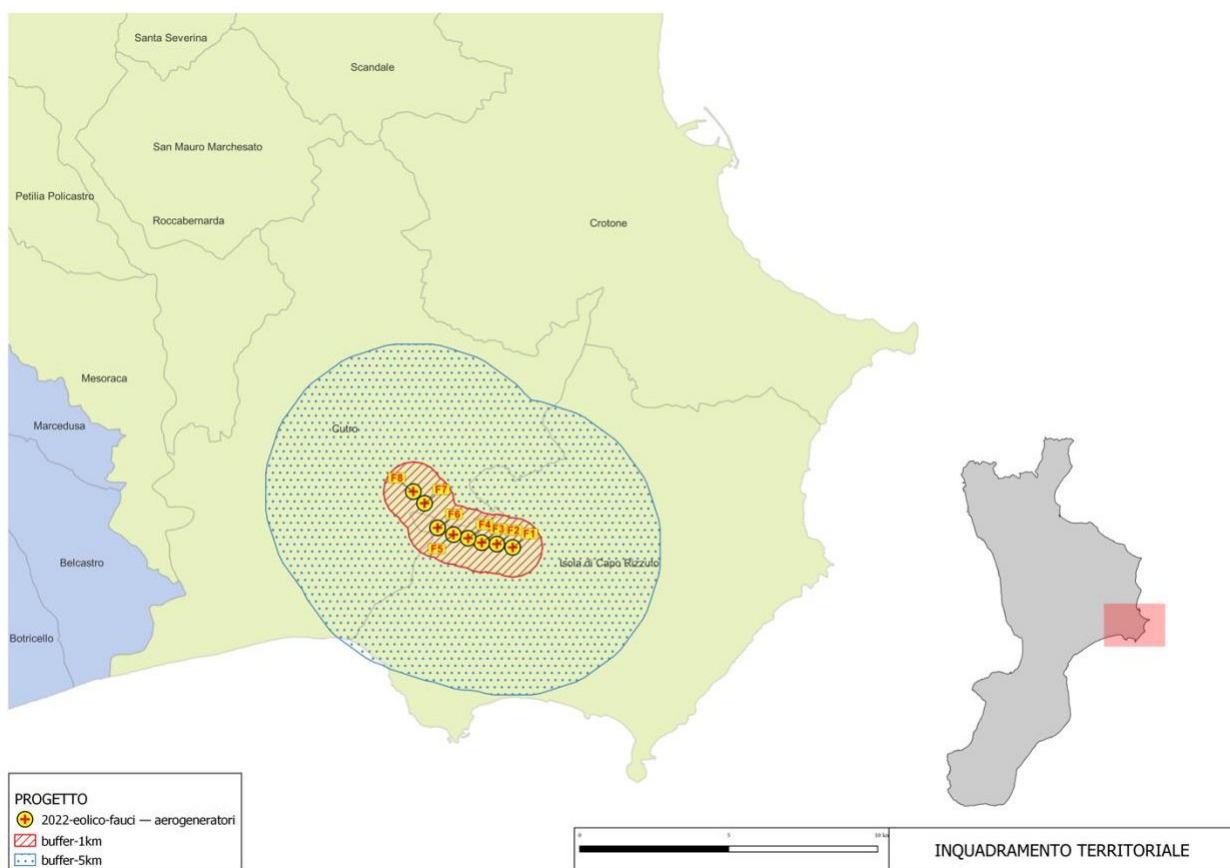 Santa Severina
Scandale
San Mauro Marchesato
Petilia Policastro
Roccabernarda
Crotone
Mesoraca
Marcedusa
Cutro
F8
F7
F6
F4 F3 F2 F1
F5
Belcastro
Isola di Capo Rizzuto
Botricello
PROGETTO
2022-eolico-fauci — aerogeneratori
buffer-1km
buffer-5km
0 5 10 k
INQUADRAMENTO TERRITORIALE